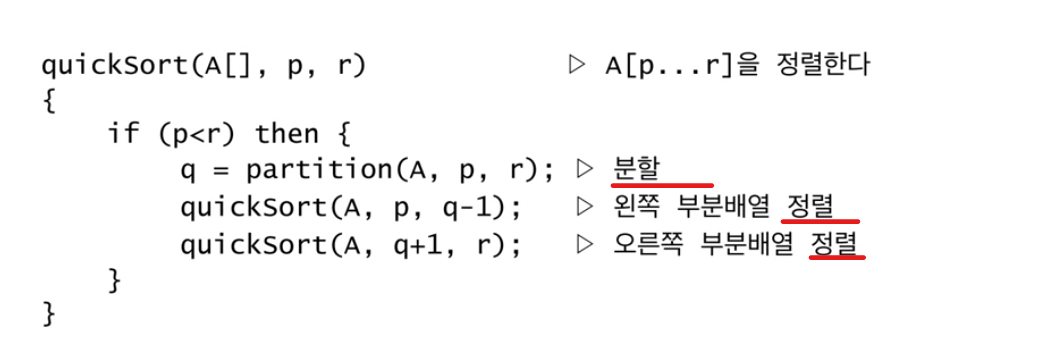 quickSort(A[], p, r) ▷ A[p...r]을 정렬한다
{
if (p<r) then {
q = partition(A, p, r); ▷ 분할
quickSort(A, p, q-1); ▷ 왼쪽 부분배열 정렬
quickSort(A, q+1, r); ▷ 오른쪽 부분배열 정렬
}
}